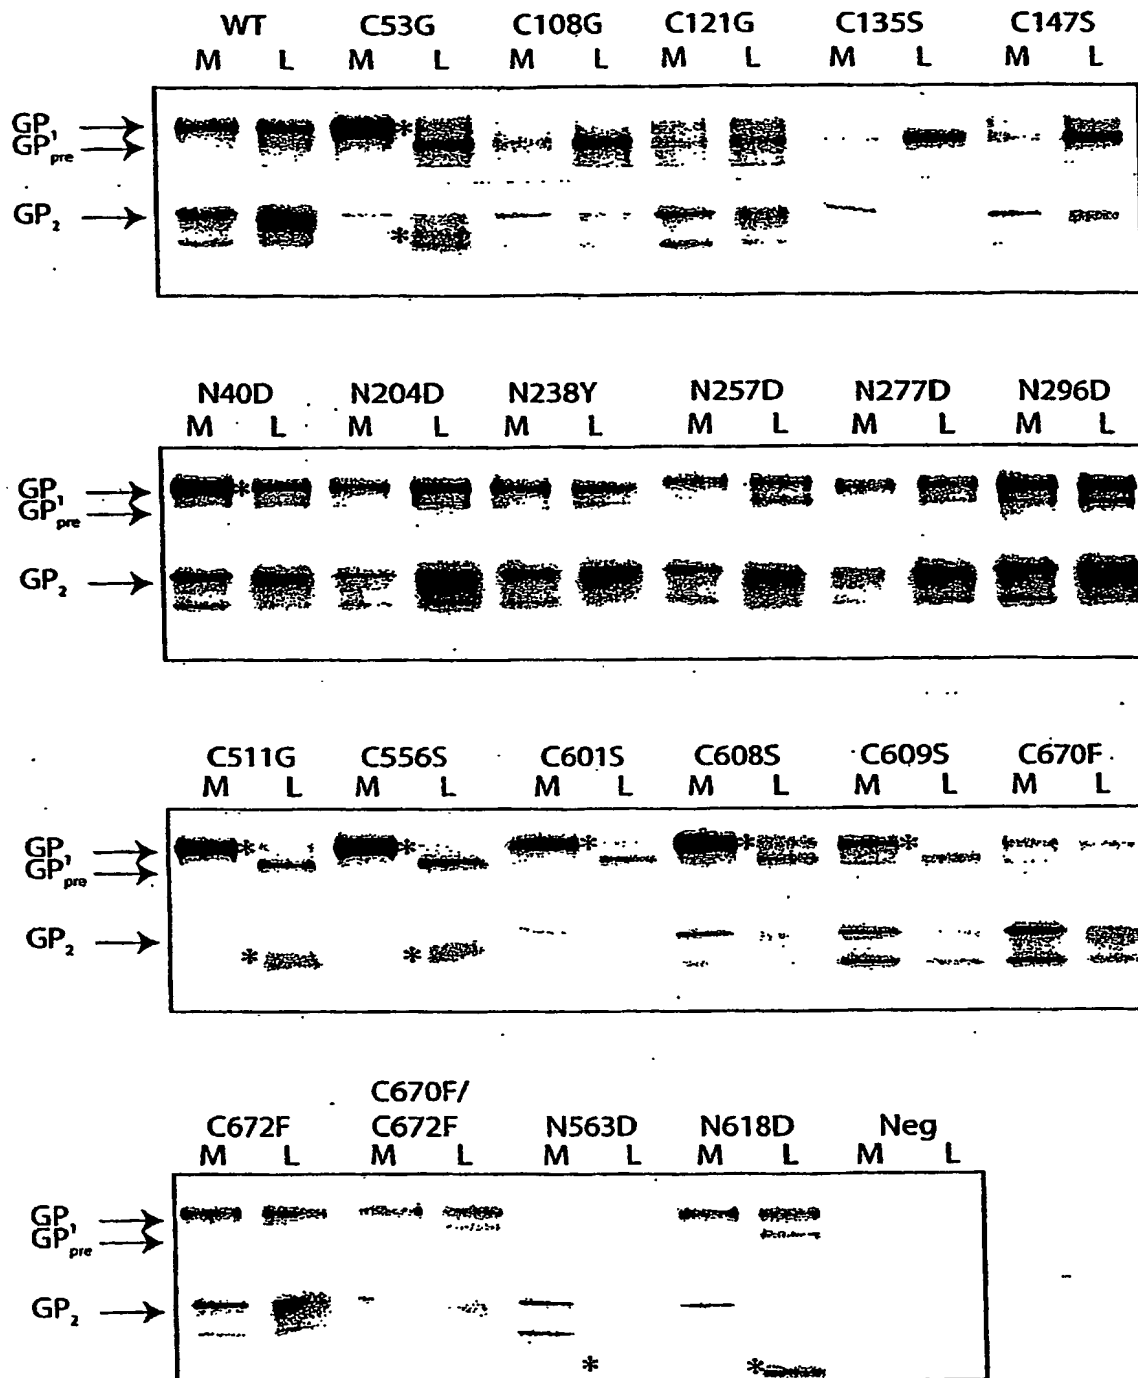 WT C53G C108G C121G C135S C147S
M L M L M L M L M L M L
GP₁
GPpre
GP₂
*
*
N40D N204D N238Y N257D N277D N296D
M L M L M L M L M L M L
GP₁
GPpre
GP₂
*
C511G C556S C601S C608S C609S C670F
M L M L M L M L M L M L
GP₁ * * * * *
GPpre
GP₂
* *
C670F/
C672F C672F N563D N618D Neg
M L M L M L M L M L
GP₁
GPpre
GP₂
* *